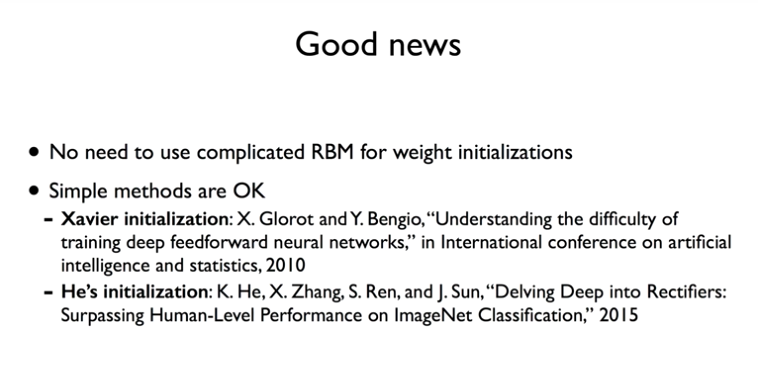 Good news
• No need to use complicated RBM for weight initializations
• Simple methods are OK
- Xavier initialization: X. Glorot and Y. Bengio, “Understanding the difficulty of
training deep feedforward neural networks,” in International conference on artificial
intelligence and statistics, 2010
- He’s initialization: K. He, X. Zhang, S. Ren, and J. Sun, “Delving Deep into Rectifiers:
Surpassing Human-Level Performance on ImageNet Classification,” 2015